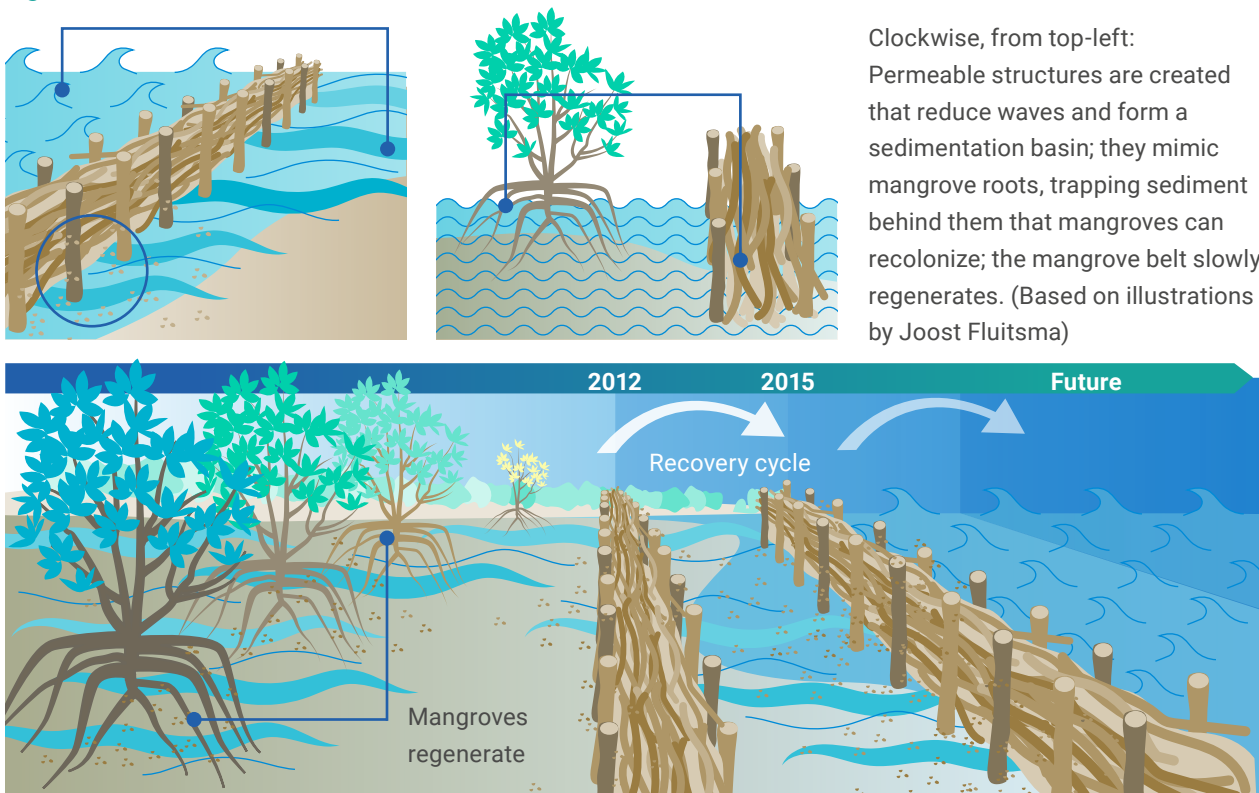 Clockwise, from top-left:
Permeable structures are created
that reduce waves and form a
sedimentation basin; they mimic
mangrove roots, trapping sediment
behind them that mangroves can
recolonize; the mangrove belt slowly
regenerates. (Based on illustrations
by Joost Fluitsma)
2012 2015 Future
Recovery cycle
Mangroves
regenerate